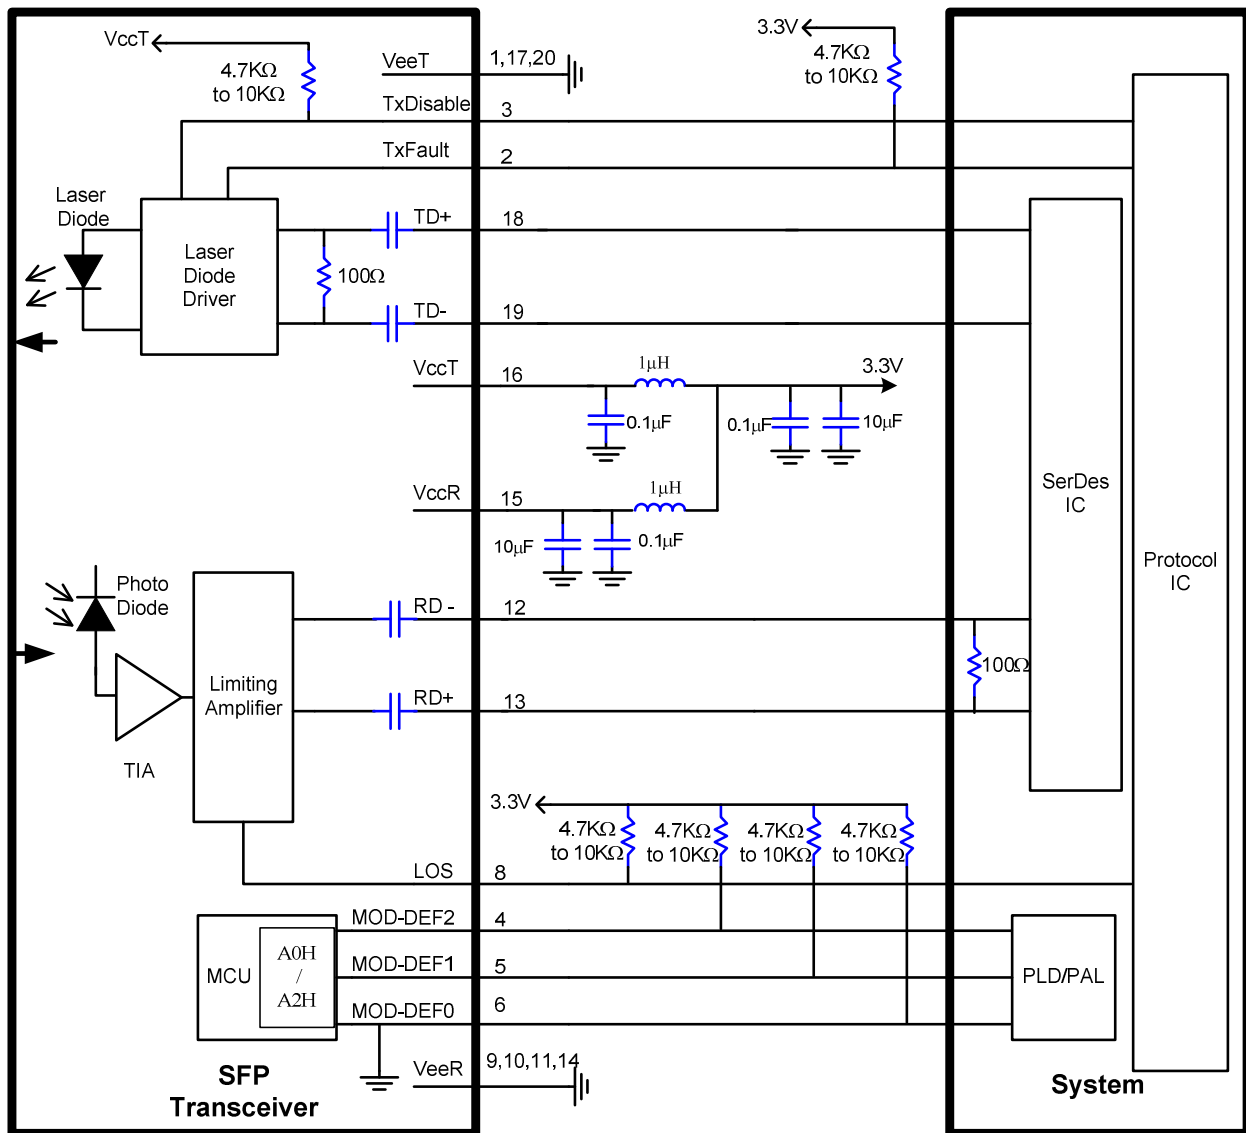 VccT
4.7KΩ
to 10KΩ
VeeT
1,17,20
3.3V
4.7KΩ
to 10KΩ
TxDisable
3
TxFault
2
Laser
Diode
Laser
Diode
Driver
100Ω
TD+
18
TD-
19
VccT
16
1μH
3.3V
0.1μF
0.1μF
10μF
VccR
15
1μH
10μF
0.1μF
SerDes
IC
Protocol
IC
Photo
Diode
RD -
12
100Ω
Limiting
Amplifier
RD+
13
TIA
3.3V
4.7KΩ
to 10KΩ
4.7KΩ
to 10KΩ
4.7KΩ
to 10KΩ
4.7KΩ
to 10KΩ
LOS
8
MOD-DEF2
4
MCU
A0H
/
A2H
MOD-DEF1
5
PLD/PAL
MOD-DEF0
6
VeeR
9,10,11,14
SFP
Transceiver
System